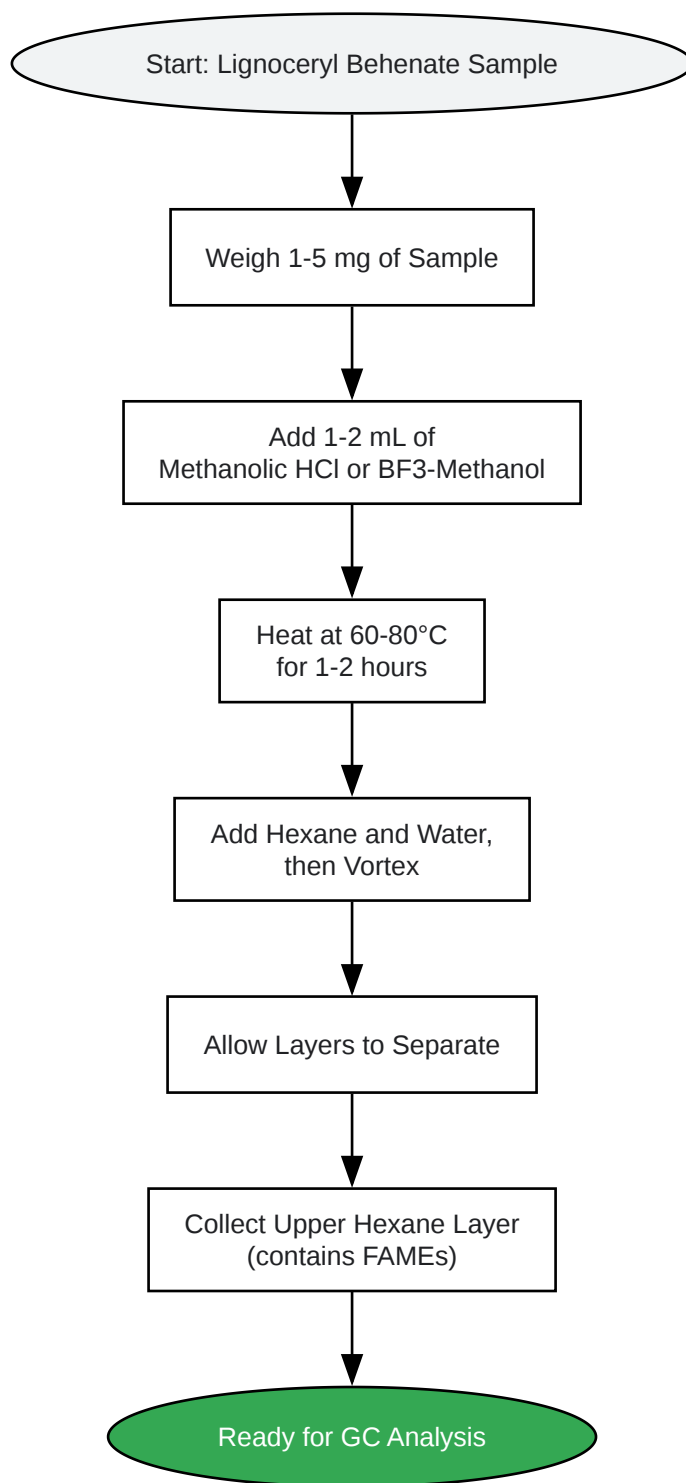 Start: Lignoceryl Behenate Sample
Weigh 1-5 mg of Sample
Add 1-2 mL of
Methanolic HCl or BF3-Methanol
Heat at 60-80°C
for 1-2 hours
Add Hexane and Water,
then Vortex
Allow Layers to Separate
Collect Upper Hexane Layer
(contains FAMEs)
Ready for GC Analysis